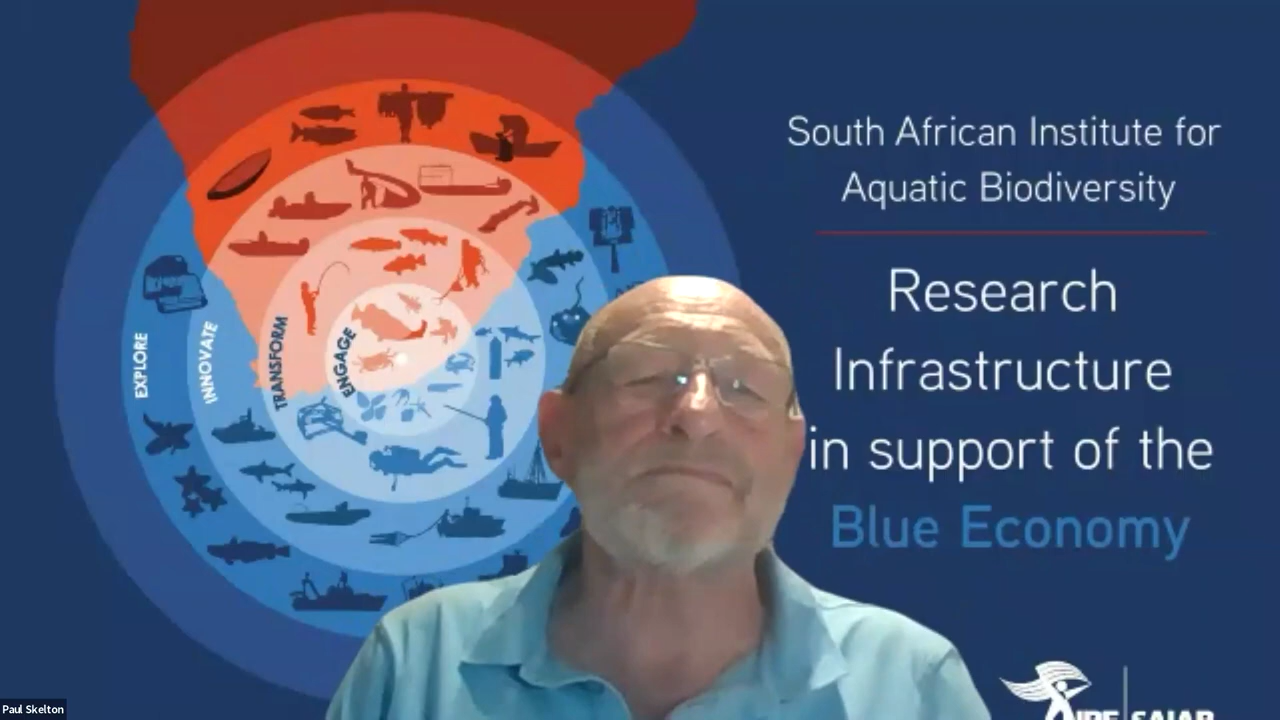 South African Institute for
Aquatic Biodiversity
Research
Infrastructure
in support of the
Blue Economy
EXPLORE
INNOVATE
TRANSFORM
ENGAGE
Paul Skelton